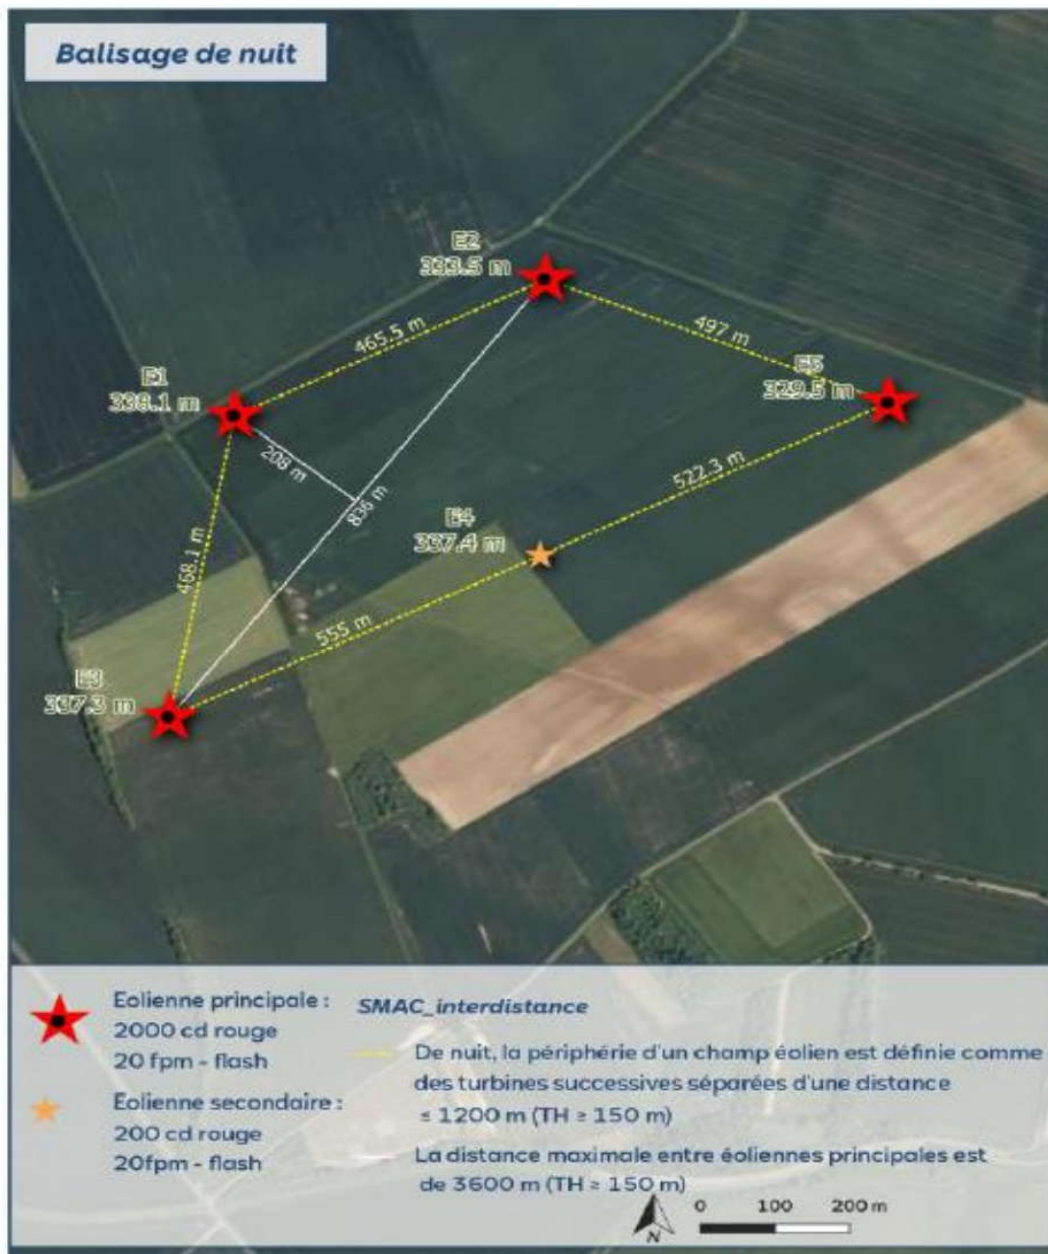 Balisage de nuit
E2
333.5 m
465.5 m
497 m
E1
338.1 m
E5
329.5 m
208 m
836 m
522.3 m
E4
337.4 m
468.1 m
555 m
E3
337.3 m
Eolienne principale :
2000 cd rouge
20 fpm - flash
Eolienne secondaire :
200 cd rouge
20fpm - flash
SMAC_interdistance
De nuit, la périphérie d'un champ éolien est définie comme
des turbines successives séparées d'une distance
≤ 1200 m (TH ≥ 150 m)
La distance maximale entre éoliennes principales est
de 3600 m (TH ≥ 150 m)
0 100 200 m
N